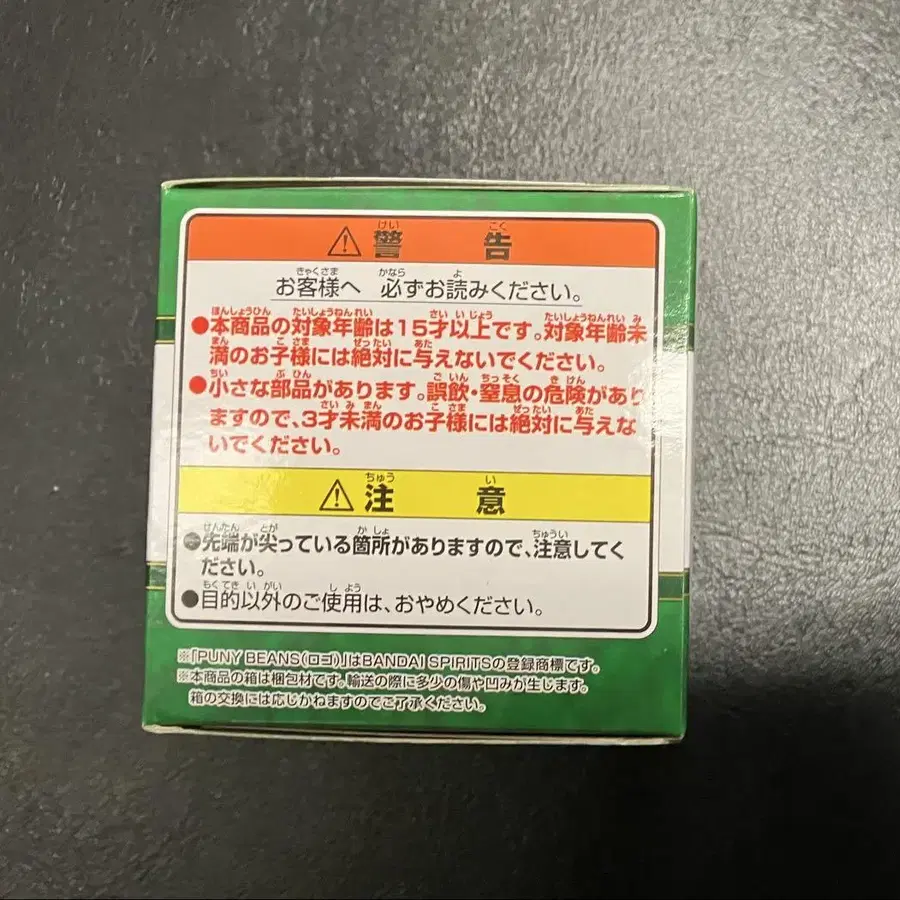 ⚠警告
お客様へ 必ずお読みください。
●本商品の対象年齢は15才以上です。対象年齢未
満のお子様には絶対に与えないでください。
●小さな部品があります。誤飲・窒息の危険があり
ますので、3才未満のお子様には絶対に与えな
いでください。
⚠注意
●先端が尖っている箇所がありますので、注意してく
ださい。
●目的以外のご使用は、おやめください。
※「PUNY BEANS(ロゴ)」はBANDAI SPIRITSの登録商標です。
※本商品の箱は梱包材です。輸送の際に多少の傷や凹みが生じます。
箱の交換には応じかねますのでご了承ください。